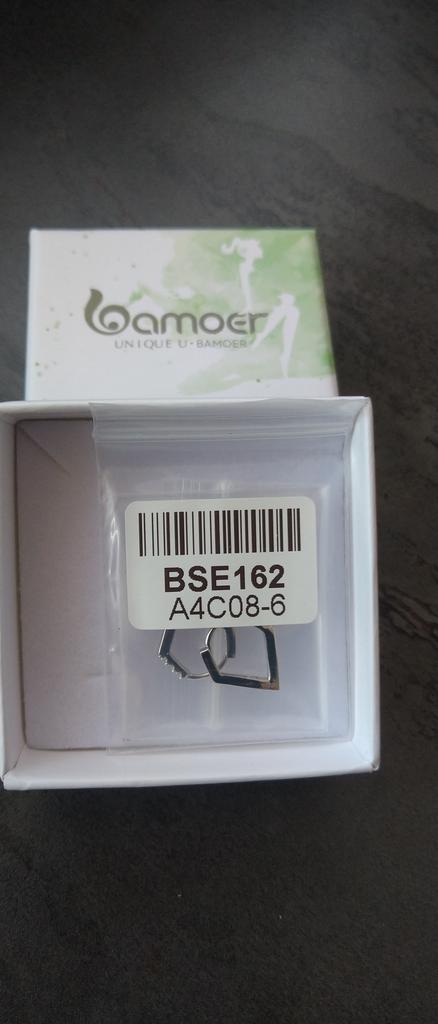 bamoer
UNIQUE U · BAMOER
BSE162
A4C08-6